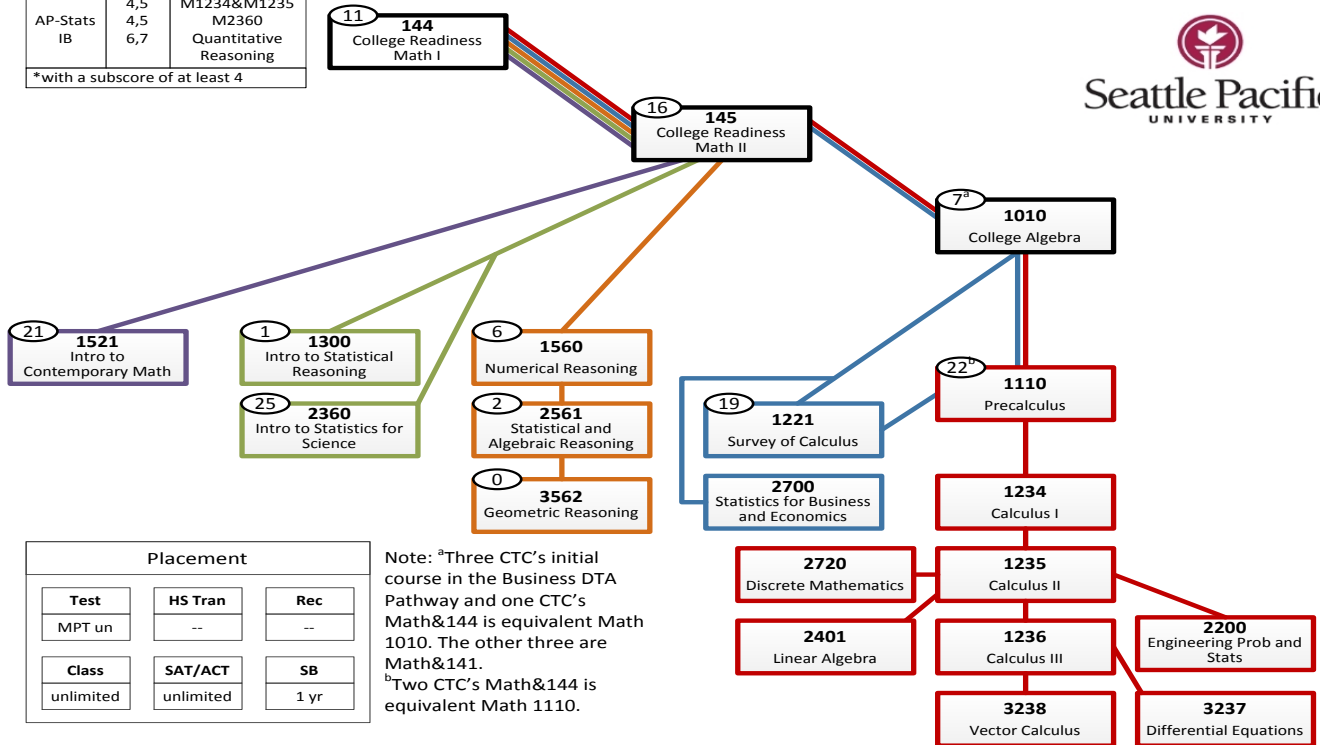 4,5 M1234&M1235
AP-Stats 4,5 M2360
IB 6,7 Quantitative
Reasoning
*with a subscore of at least 4
11
144
College Readiness
Math I
Seattle Pacific
UNIVERSITY
16
145
College Readiness
Math II
7a
1010
College Algebra
21
1521
Intro to
Contemporary Math
1
1300
Intro to Statistical
Reasoning
6
1560
Numerical Reasoning
22b
1110
Precalculus
25
2360
Intro to Statistics for
Science
2
2561
Statistical and
Algebraic Reasoning
19
1221
Survey of Calculus
0
3562
Geometric Reasoning
2700
Statistics for Business
and Economics
1234
Calculus I
2720
Discrete Mathematics
1235
Calculus II
2401
Linear Algebra
1236
Calculus III
2200
Engineering Prob and
Stats
3238
Vector Calculus
3237
Differential Equations
Placement
Test HS Tran Rec
MPT un -- --
Class SAT/ACT SB
unlimited unlimited 1 yr
Note: aThree CTC's initial
course in the Business DTA
Pathway and one CTC's
Math&144 is equivalent Math
1010. The other three are
Math&141.
bTwo CTC's Math&144 is
equivalent Math 1110.